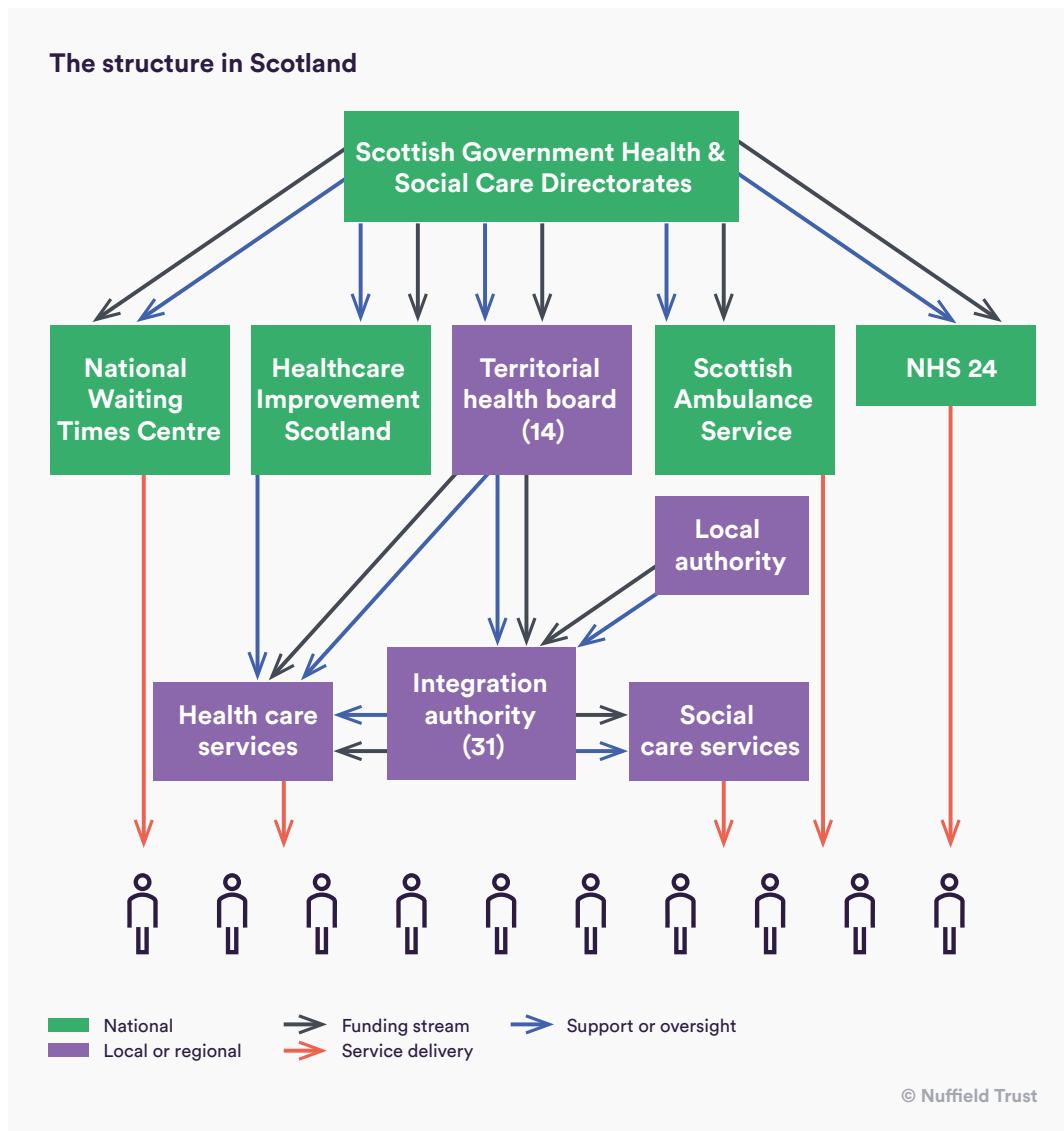 The structure in Scotland
Scottish Government Health &
Social Care Directorates
National
Waiting
Times Centre
Healthcare
Improvement
Scotland
Territorial
health board
(14)
Scottish
Ambulance
Service
NHS 24
Local
authority
Health care
services
Integration
authority
(31)
Social
care services
National
Local or regional
Funding stream
Service delivery
Support or oversight
© Nuffield Trust